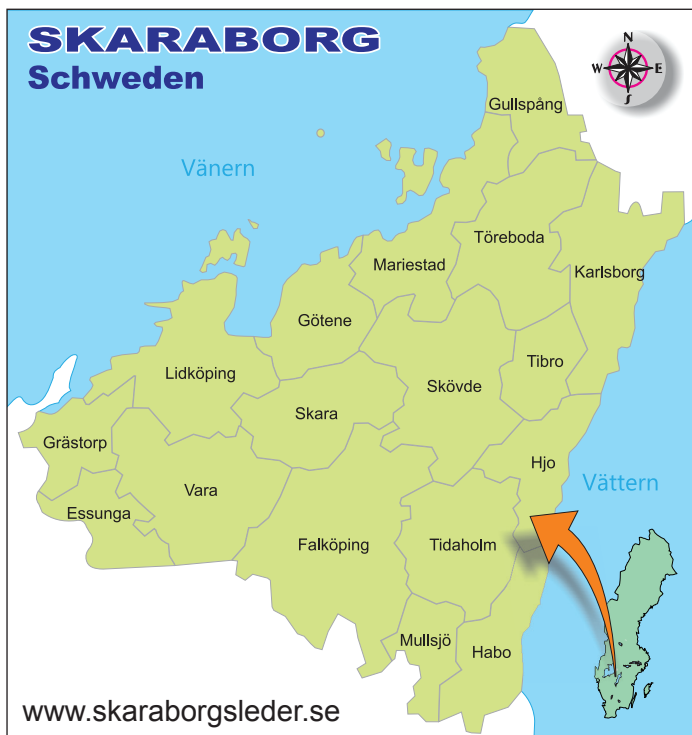 SKARABORG
Schweden
N
W E
S
Gullspång
Vänern
Töreboda
Mariestad
Karlsborg
Götene
Tibro
Lidköping
Skövde
Skara
Grästorp
Hjo
Vara
Vättern
Essunga
Falköping
Tidaholm
Mullsjö
Habo
www.skaraborgsleder.se